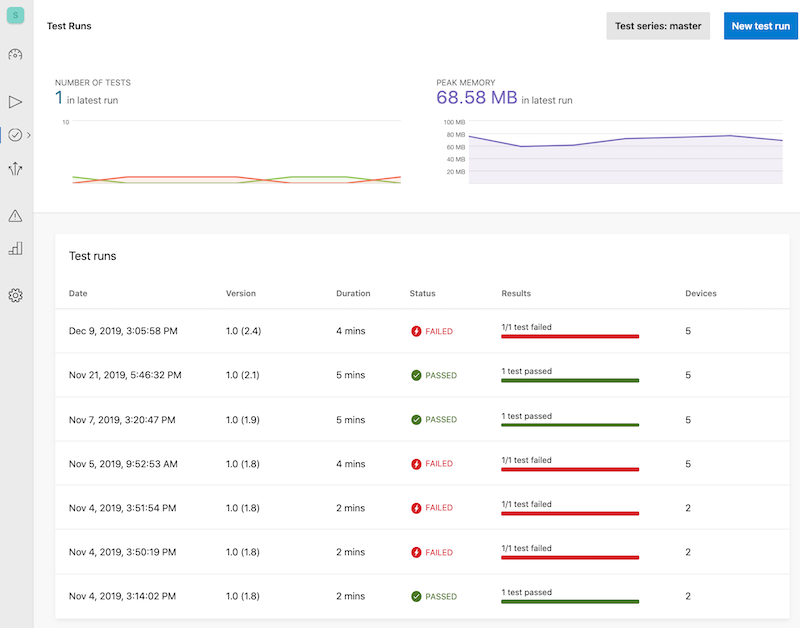 S
Test Runs
Test series: master
New test run
NUMBER OF TESTS
1 in latest run
10
PEAK MEMORY
68.58 MB in latest run
100 MB
80 MB
60 MB
40 MB
20 MB
Test runs
Date Version Duration Status Results Devices
Dec 9, 2019, 3:05:58 PM 1.0 (2.4) 4 mins FAILED 1/1 test failed 5
Nov 21, 2019, 5:46:32 PM 1.0 (2.1) 5 mins PASSED 1 test passed 5
Nov 7, 2019, 3:20:47 PM 1.0 (1.9) 5 mins PASSED 1 test passed 5
Nov 5, 2019, 9:52:53 AM 1.0 (1.8) 4 mins FAILED 1/1 test failed 5
Nov 4, 2019, 3:51:54 PM 1.0 (1.8) 2 mins FAILED 1/1 test failed 2
Nov 4, 2019, 3:50:19 PM 1.0 (1.8) 2 mins FAILED 1/1 test failed 2
Nov 4, 2019, 3:14:02 PM 1.0 (1.8) 2 mins PASSED 1 test passed 2